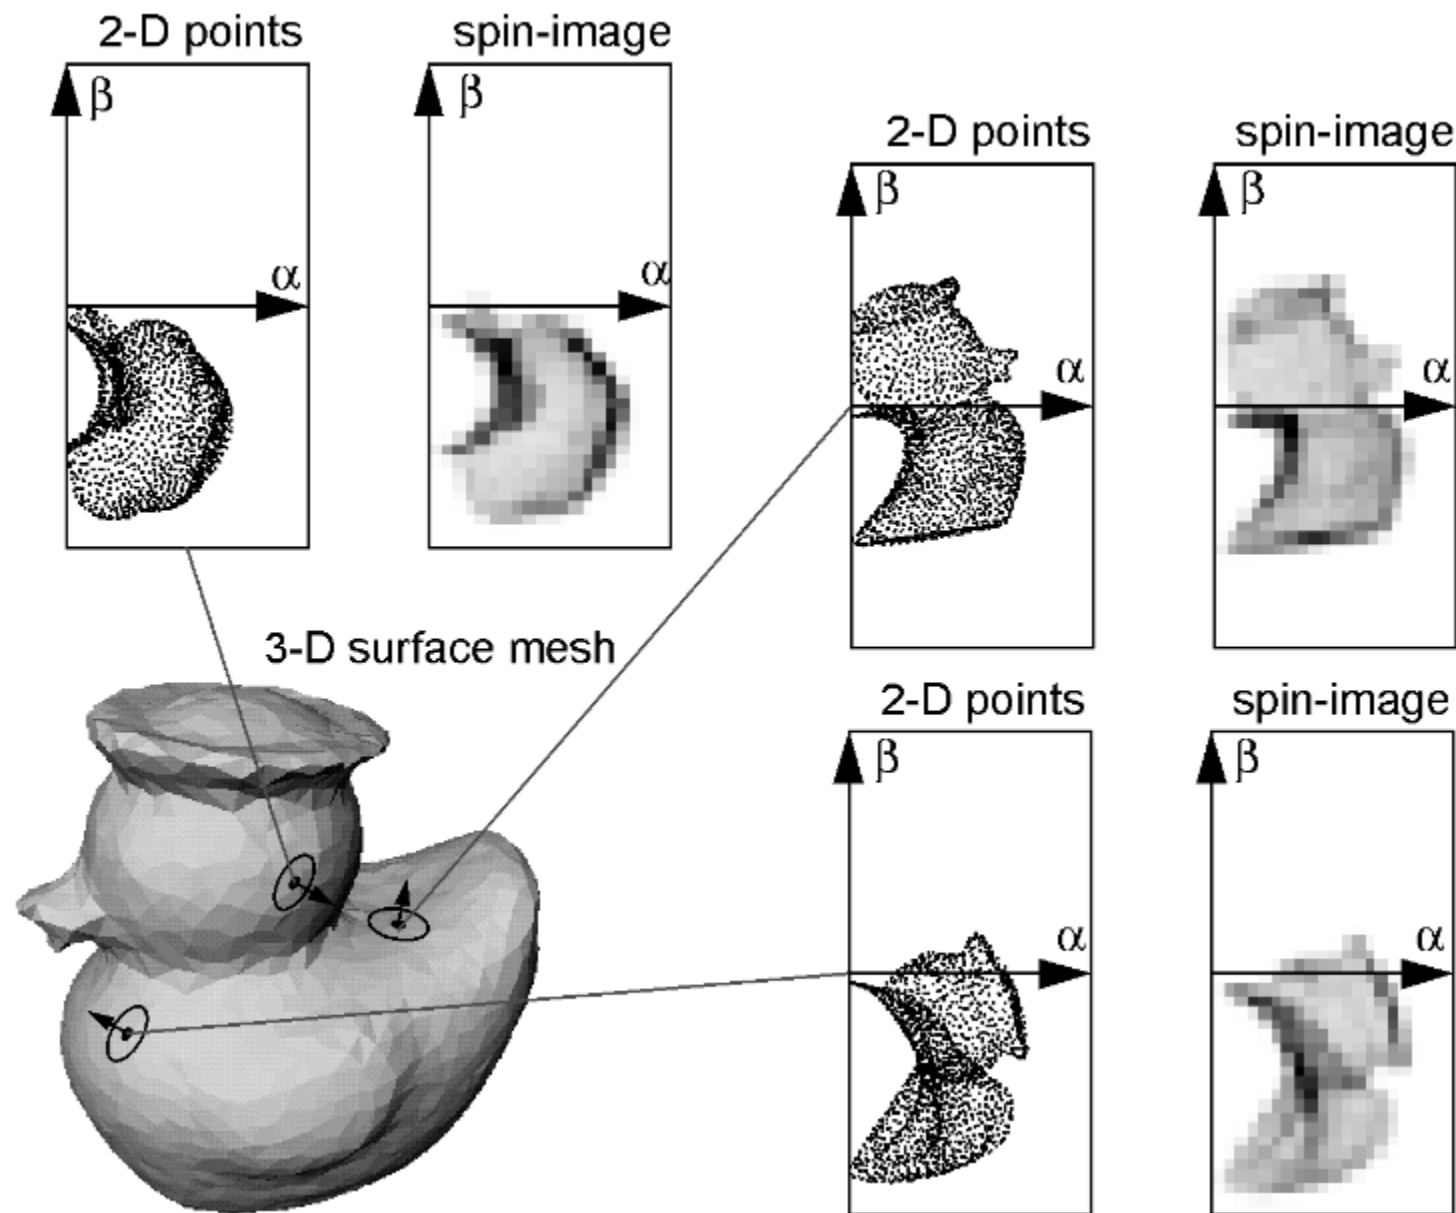 2-D points
spin-image
β
β
α
α
2-D points
spin-image
β
β
α
α
3-D surface mesh
2-D points
spin-image
β
β
α
α